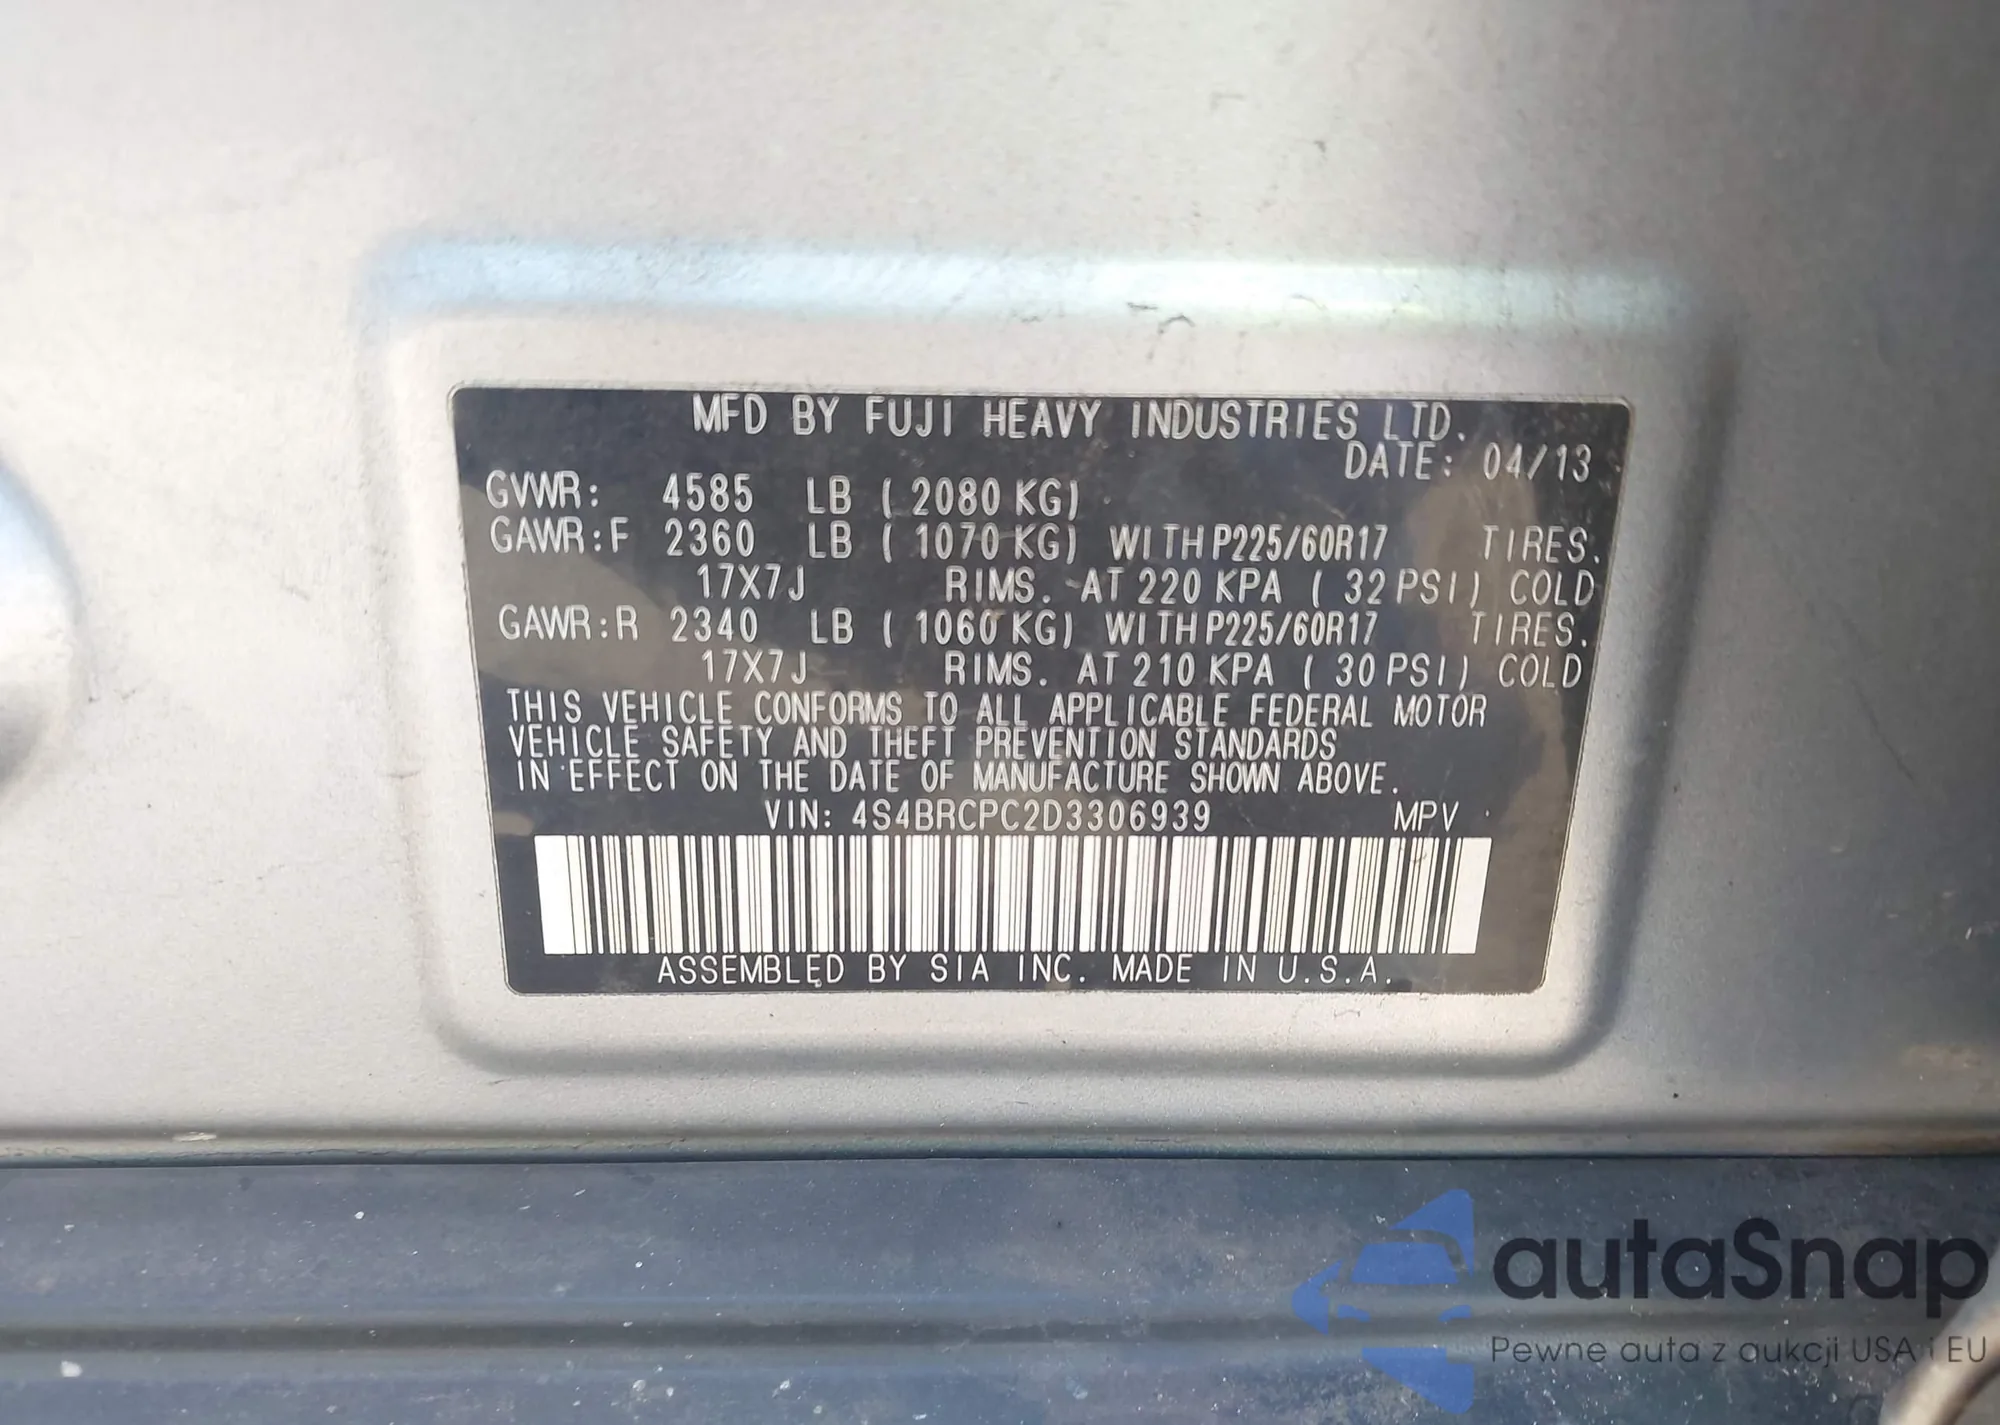 MFD BY FUJI HEAVY INDUSTRIES LTD.
DATE: 04/13
GVWR: 4585 LB ( 2080 KG)
GAWR:F 2360 LB ( 1070 KG) WITH P225/60R17 TIRES.
17X7J RIMS. AT 220 KPA ( 32 PSI) COLD
GAWR:R 2340 LB ( 1060 KG) WITH P225/60R17 TIRES.
17X7J RIMS. AT 210 KPA ( 30 PSI) COLD
THIS VEHICLE CONFORMS TO ALL APPLICABLE FEDERAL MOTOR
VEHICLE SAFETY AND THEFT PREVENTION STANDARDS
IN EFFECT ON THE DATE OF MANUFACTURE SHOWN ABOVE.
VIN: 4S4BRCPC2D3306939 MPV
ASSEMBLED BY SIA INC. MADE IN U.S.A.
autaSnap
Pewne auta z aukcji USA i EU